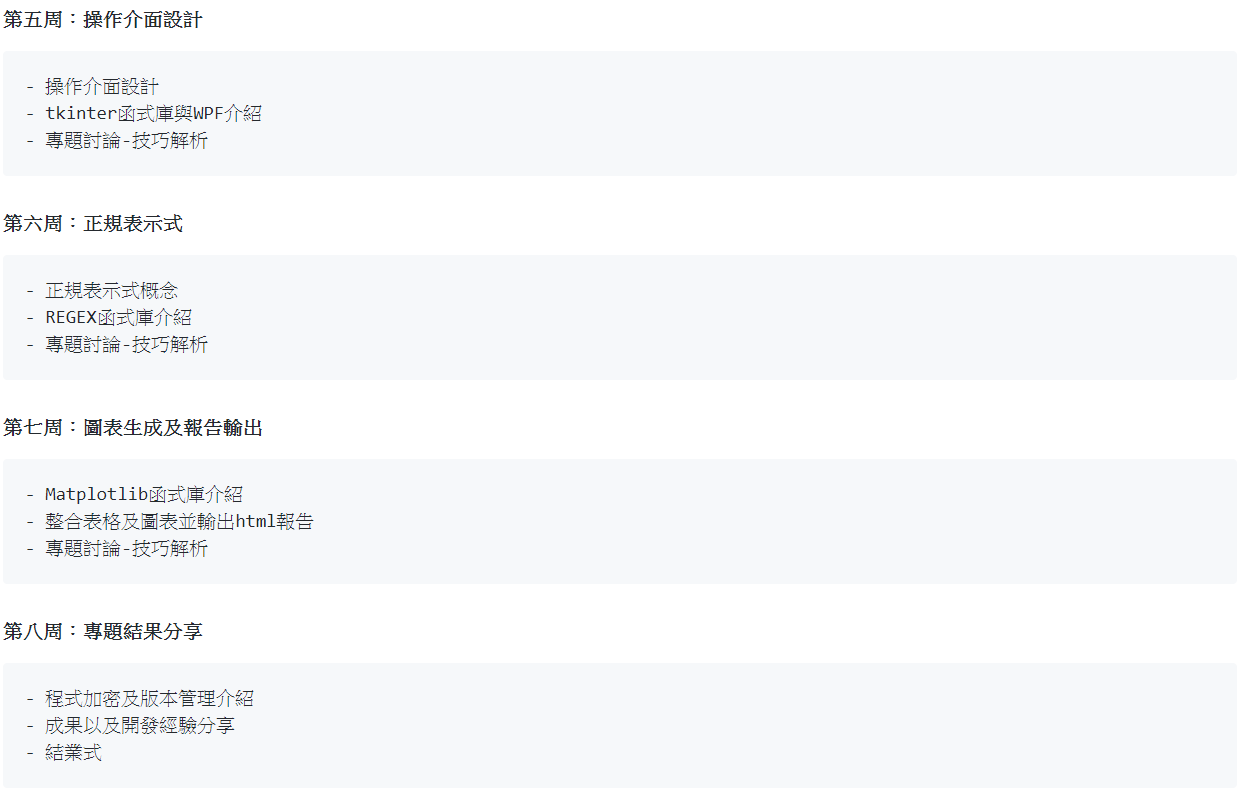 第五周：操作介面設計
- 操作介面設計
- tkinter函式庫與WPF介紹
- 專題討論-技巧解析
第六周：正規表示式
- 正規表示式概念
- REGEX函式庫介紹
- 專題討論-技巧解析
第七周：圖表生成及報告輸出
- Matplotlib函式庫介紹
- 整合表格及圖表並輸出html報告
- 專題討論-技巧解析
第八周：專題結果分享
- 程式加密及版本管理介紹
- 成果以及開發經驗分享
- 結業式